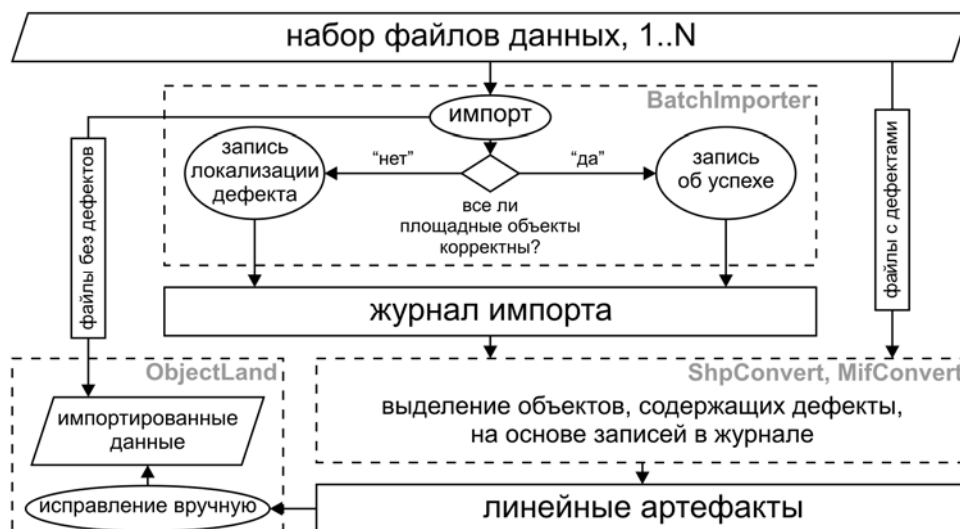 набор файлов данных, 1..N
BatchImporter
импорт
запись
локализации
дефекта
“нет”
“да”
запись
об успехе
все ли
площадные объекты
корректны?
файлы без дефектов
файлы с дефектами
журнал импорта
ObjectLand
ShpConvert, MifConvert
импортированные
данные
выделение объектов, содержащих дефекты,
на основе записей в журнале
исправление вручную
линейные артефакты